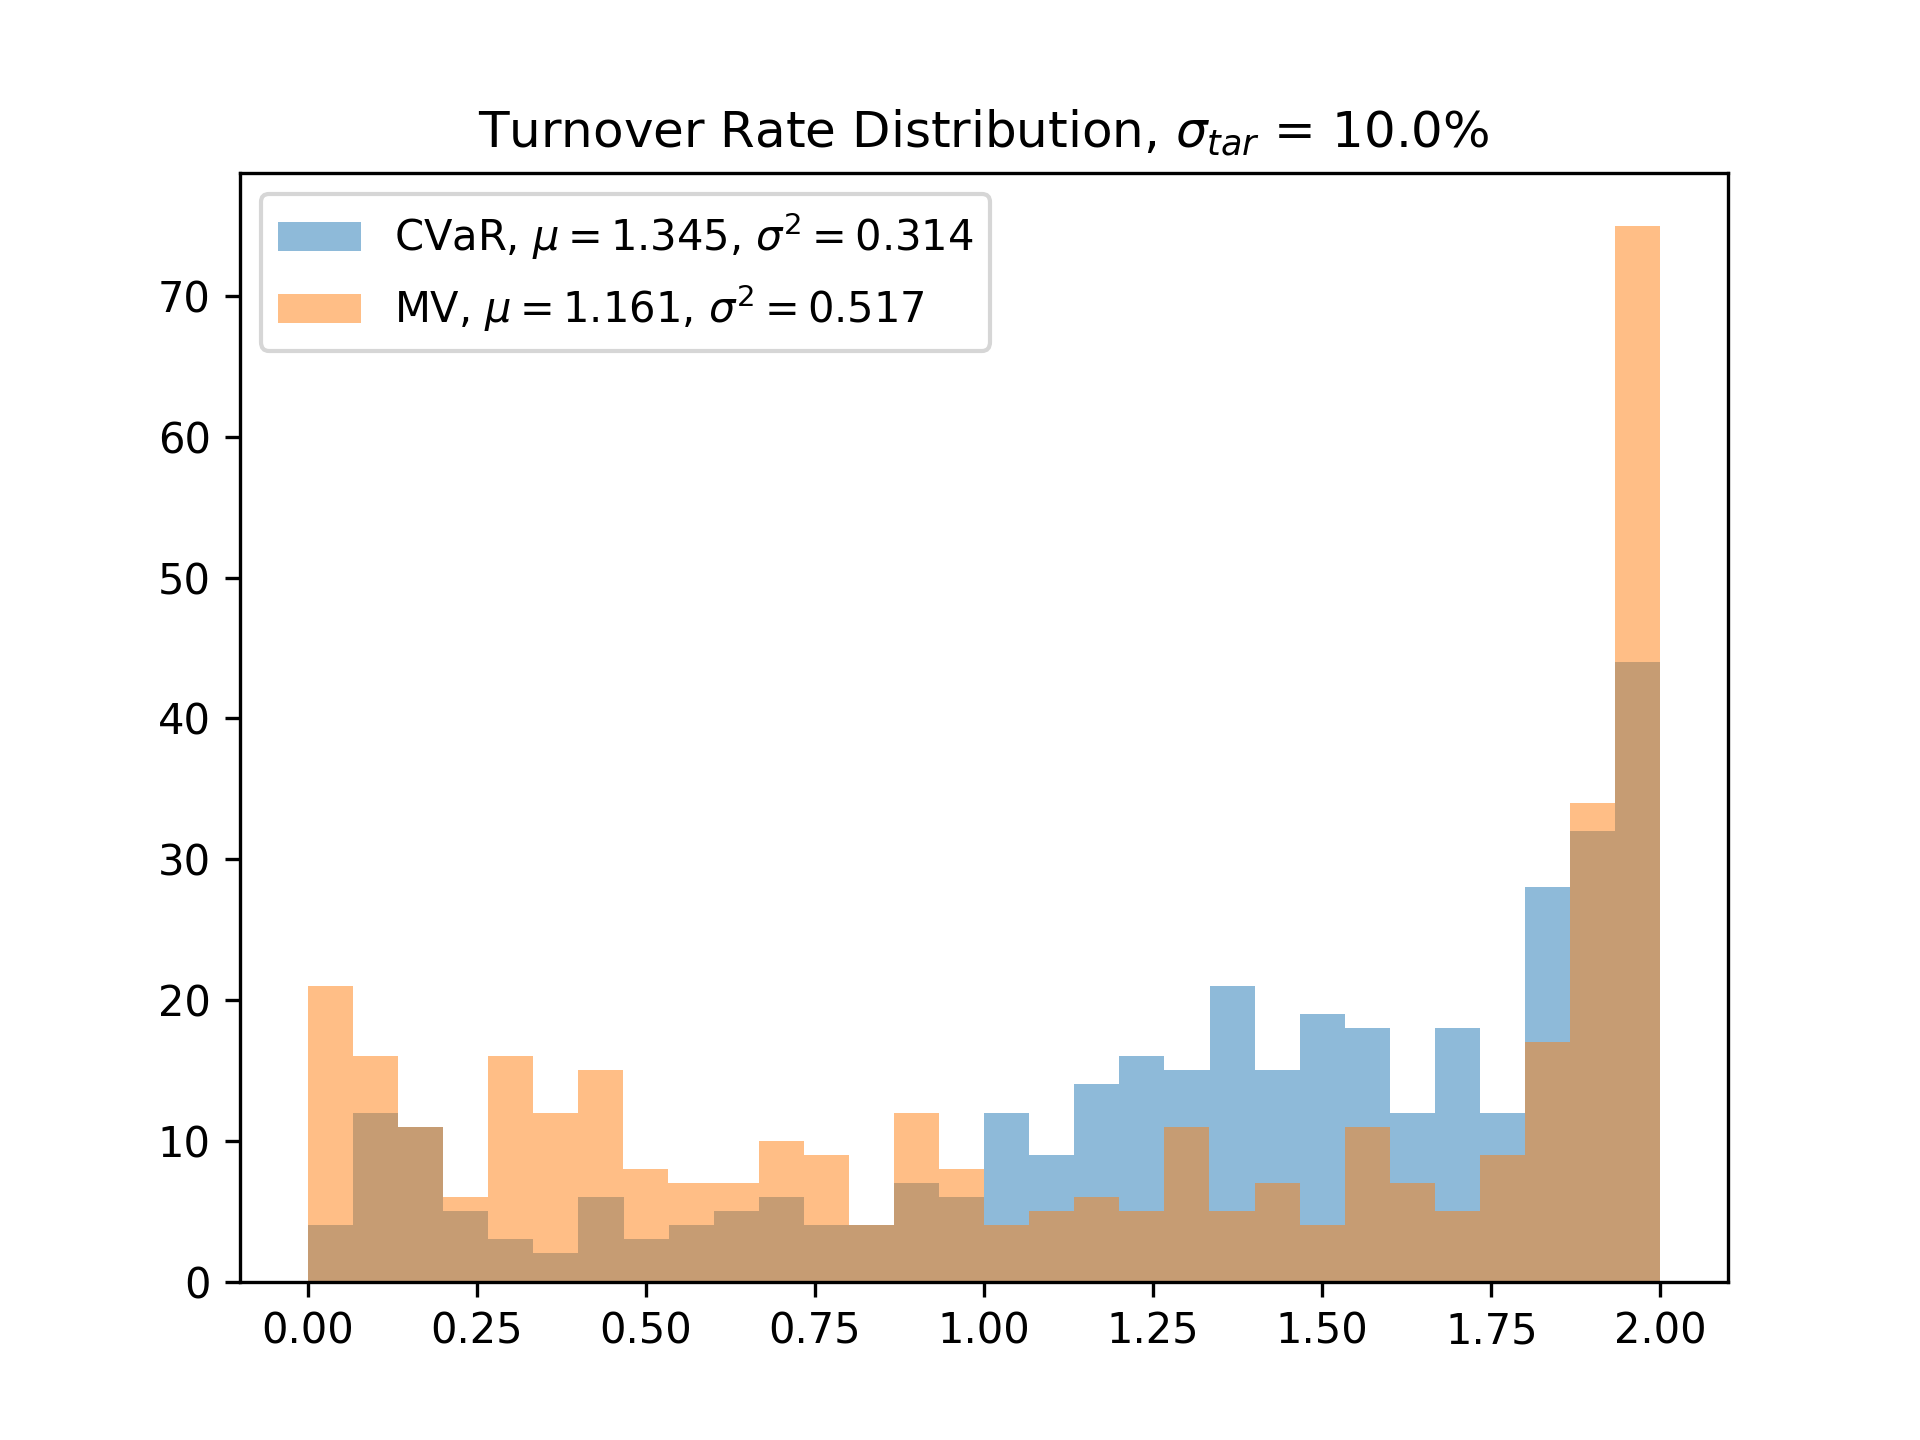 Turnover Rate Distribution, σ_tar = 10.0%
CVaR, μ = 1.345, σ² = 0.314
MV, μ = 1.161, σ² = 0.517
70
60
50
40
30
20
10
0
0.00 0.25 0.50 0.75 1.00 1.25 1.50 1.75 2.00